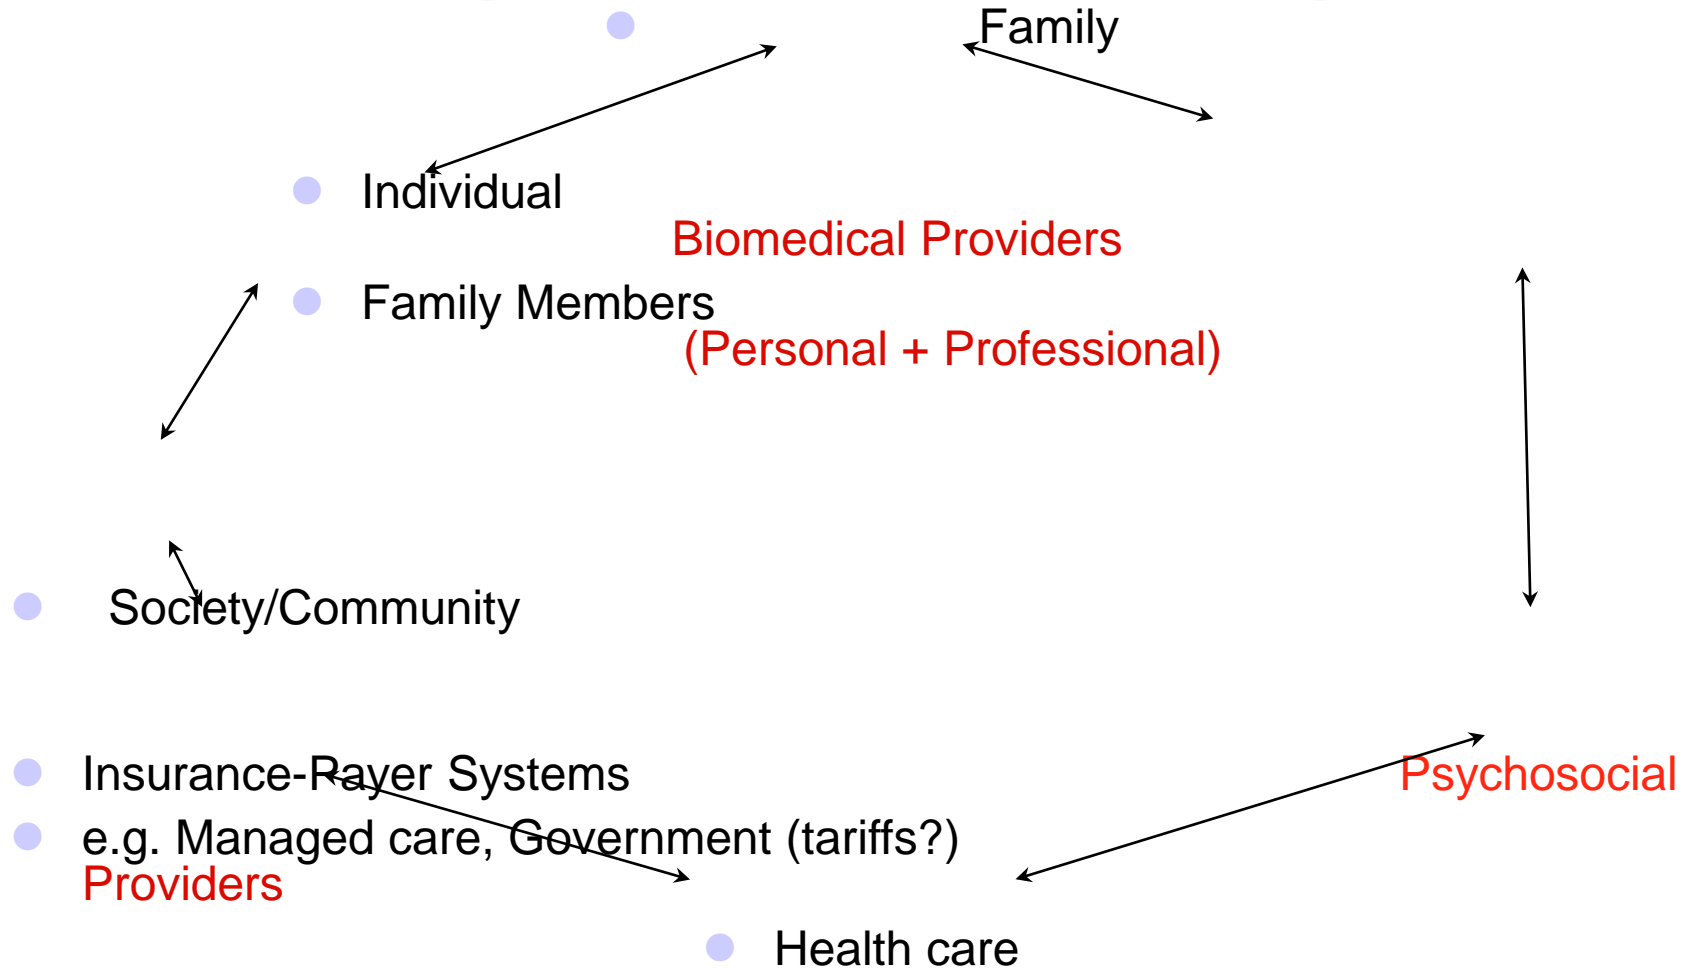 Family
Individual
Biomedical Providers
Family Members
(Personal + Professional)
Society/Community
Insurance-Payer Systems
Psychosocial
e.g. Managed care, Government (tariffs?)
Providers
Health care